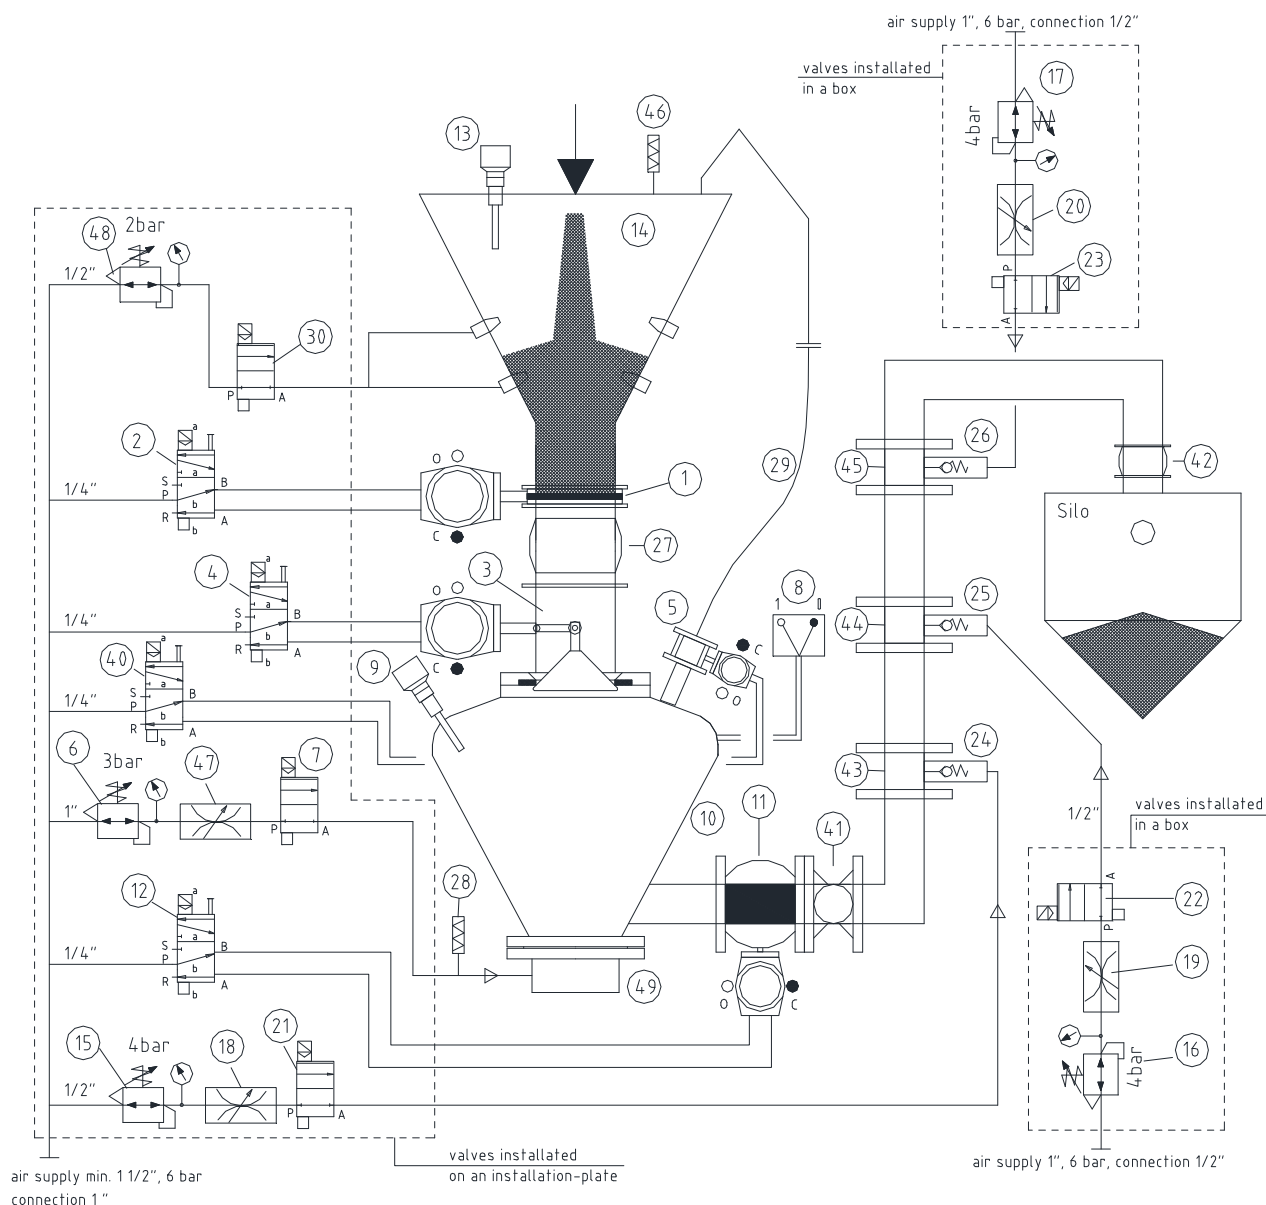 air supply 1", 6 bar, connection 1/2"
valves installated
in a box
17
4bar
20
P
23
A
46
13
14
48
2bar
1/2"
30
P
A
2
a
a
S
P
B
1/4"
b
R
A
b
O
C
1
27
29
45
26
42
Silo
4
a
a
S
B
P
1/4"
b
R
A
b
O
C
3
5
C
O
8
1
0
44
25
40
a
a
S
B
P
1/4"
b
R
A
b
9
6
3bar
47
7
1"
P
A
10
11
41
43
24
1/2"
valves installated
in a box
12
a
a
S
B
P
1/4"
b
R
A
b
28
49
O
C
A
22
P
19
16
4bar
15
4bar
18
21
1/2"
P
A
air supply min. 1 1/2", 6 bar
connection 1 "
valves installated
on an installation-plate
air supply 1", 6 bar, connection 1/2"